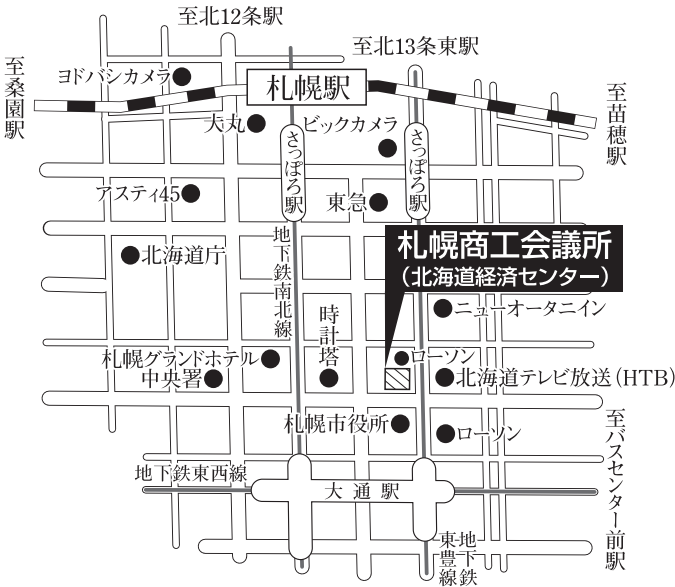 至北12条駅
至北13条東駅
至桑園駅
ヨドバシカメラ
札幌駅
至苗穂駅
大丸
ビックカメラ
さっぽろ駅
さっぽろ駅
アスティ45
東急
地下鉄南北線
札幌商工会議所
（北海道経済センター）
北海道庁
ニューオータニイン
時計塔
札幌グランドホテル
ローソン
中央署
北海道テレビ放送（HTB）
札幌市役所
ローソン
至バスセンター前駅
地下鉄東西線
大通駅
地下鉄
東豊線